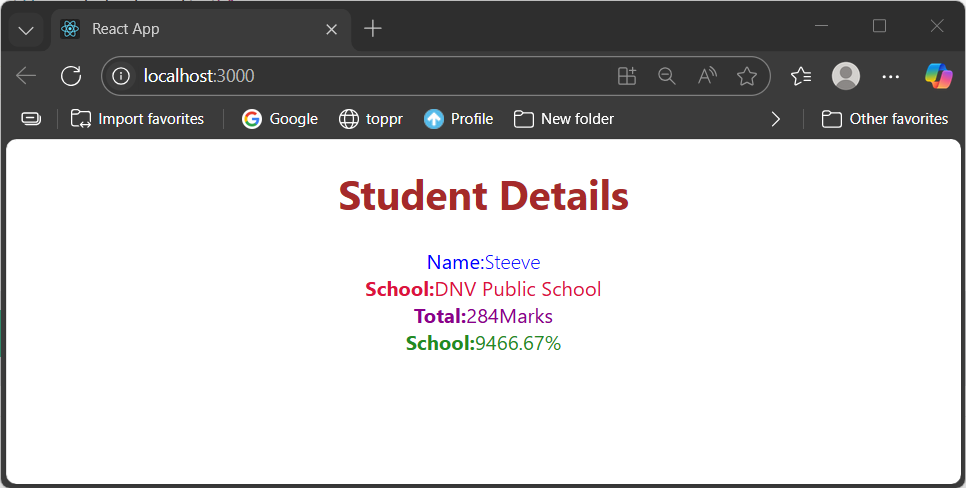 React App
localhost:3000
Import favorites Google toppr Profile New folder Other favorites
Student Details
Name:Steeve
School:DNV Public School
Total:284Marks
School:9466.67%